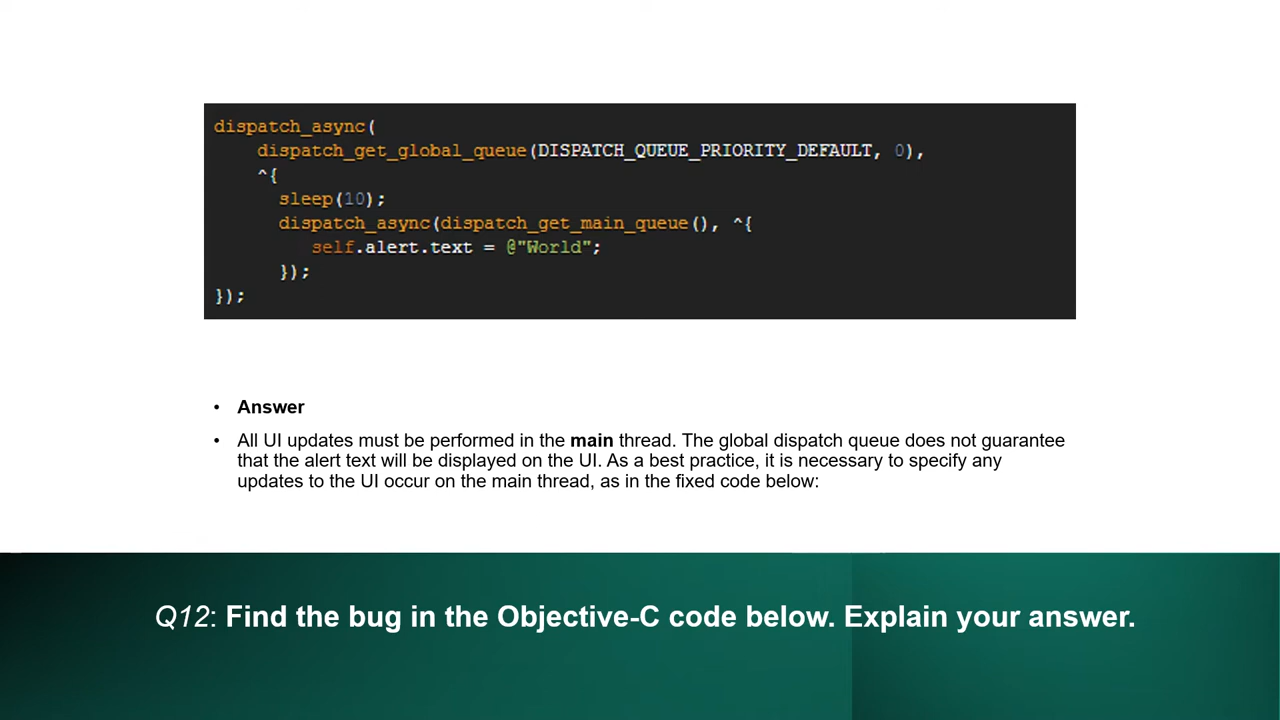 dispatch_async(
dispatch_get_global_queue(DISPATCH_QUEUE_PRIORITY_DEFAULT, 0),
^{
sleep(10);
dispatch_async(dispatch_get_main_queue(), ^{
self.alert.text = @"World";
});
});
• Answer
• All UI updates must be performed in the main thread. The global dispatch queue does not guarantee
that the alert text will be displayed on the UI. As a best practice, it is necessary to specify any
updates to the UI occur on the main thread, as in the fixed code below:
Q12: Find the bug in the Objective-C code below. Explain your answer.